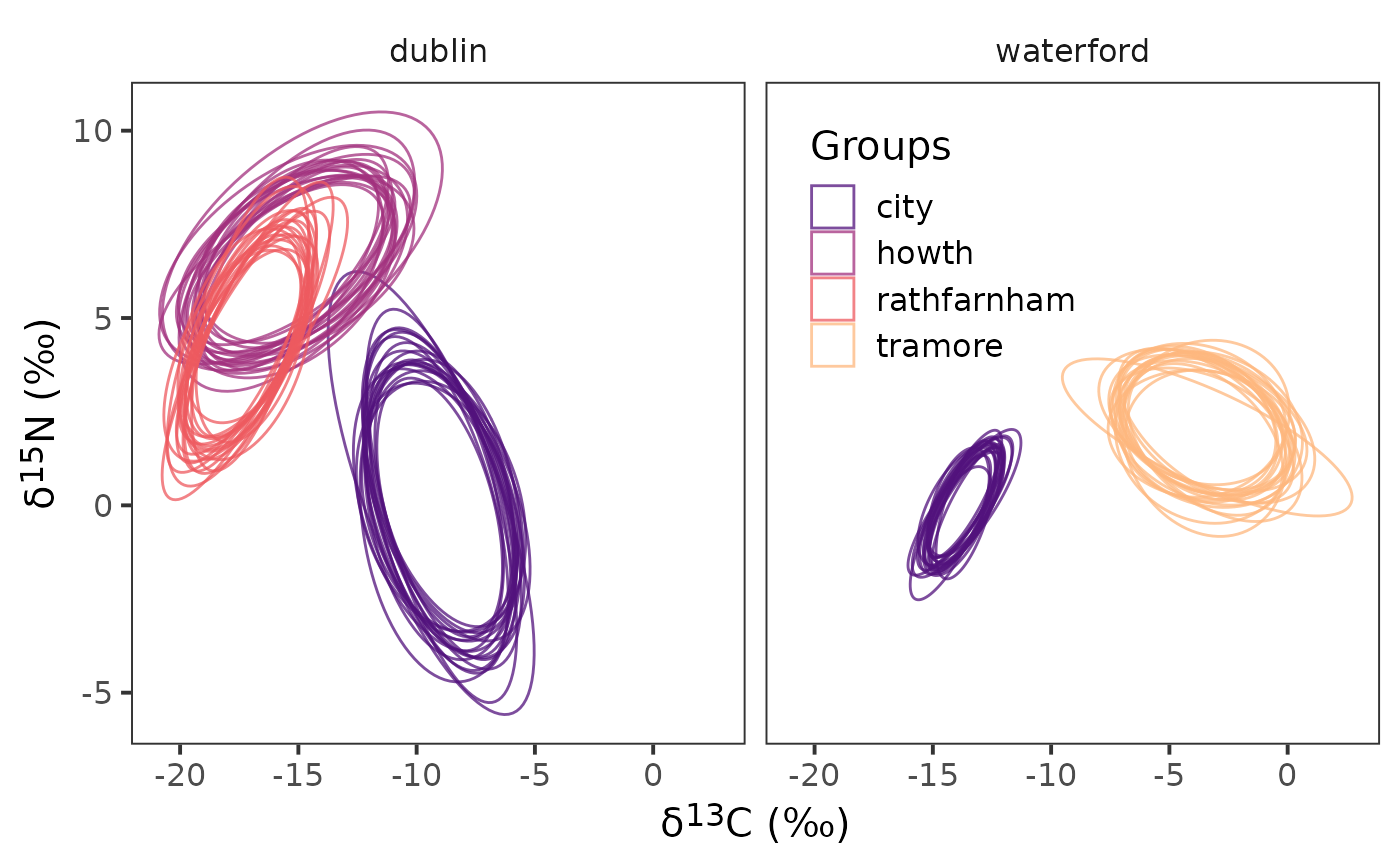 dublin
waterford
δ15N (‰)
10
5
0
-5
Groups
city
howth
rathfarnham
tramore
-20 -15 -10 -5 0
-20 -15 -10 -5 0
δ13C (‰)